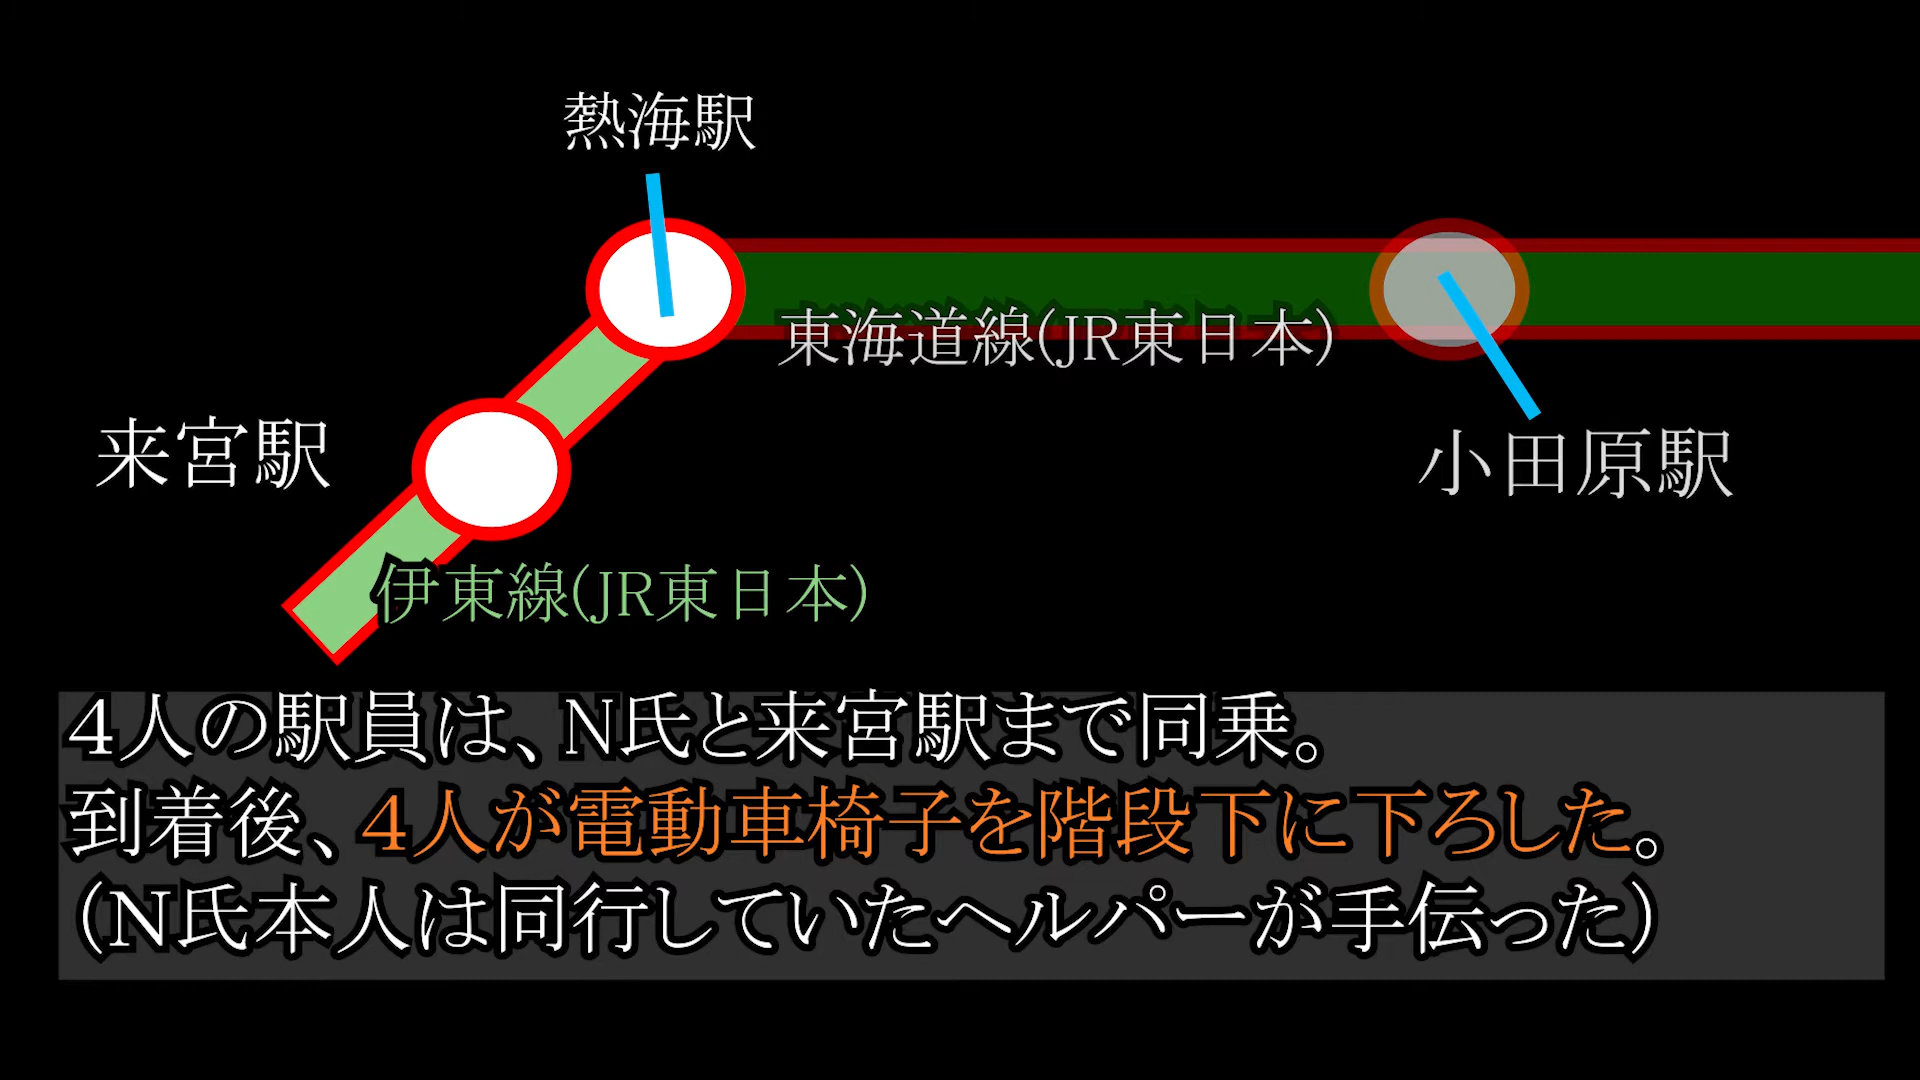 熱海駅
東海道線(JR東日本)
来宮駅
小田原駅
伊東線(JR東日本)
４人の駅員は、N氏と来宮駅まで同乗。
到着後、４人が電動車椅子を階段下に下ろした。
（N氏本人は同行していたヘルパーが手伝った）